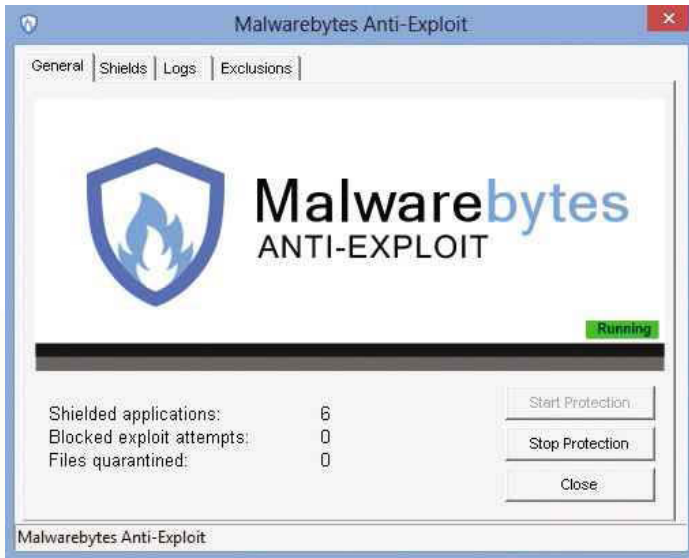 Malwarebytes Anti-Exploit
General Shields Logs Exclusions
Malwarebytes
ANTI-EXPLOIT
Running
Shielded applications: 6
Blocked exploit attempts: 0
Files quarantined: 0
Start Protection
Stop Protection
Close
Malwarebytes Anti-Exploit